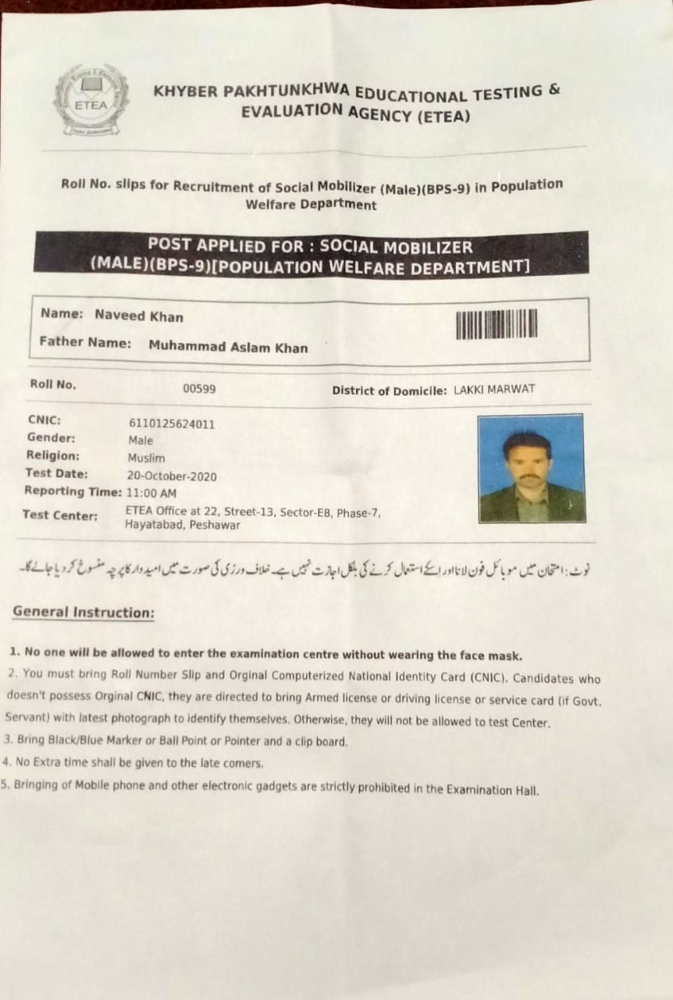 ETEA
KHYBER PAKHTUNKHWA EDUCATIONAL TESTING &
EVALUATION AGENCY (ETEA)
Roll No. slips for Recruitment of Social Mobilizer (Male)(BPS-9) in Population
Welfare Department
POST APPLIED FOR : SOCIAL MOBILIZER
(MALE)(BPS-9)[POPULATION WELFARE DEPARTMENT]
Name: Naveed Khan
Father Name: Muhammad Aslam Khan
Roll No. 00599 District of Domicile: LAKKI MARWAT
CNIC: 6110125624011
Gender: Male
Religion: Muslim
Test Date: 20-October-2020
Reporting Time: 11:00 AM
Test Center: ETEA Office at 22, Street-13, Sector-E8, Phase-7,
Hayatabad, Peshawar
نوٹ: امتحان میں موبائل فون لانا اور اسکے استعمال کرنے کی بلکل اجازت نہیں ہے۔ خلاف ورزی کی صورت میں امیدوار کا پرچہ منسوخ کر دیا جائے گا۔
General Instruction:
1. No one will be allowed to enter the examination centre without wearing the face mask.
2. You must bring Roll Number Slip and Orginal Computerized National Identity Card (CNIC). Candidates who
doesn't possess Orginal CNIC, they are directed to bring Armed license or driving license or service card (if Govt.
Servant) with latest photograph to identify themselves. Otherwise, they will not be allowed to test Center.
3. Bring Black/Blue Marker or Ball Point or Pointer and a clip board.
4. No Extra time shall be given to the late comers.
5. Bringing of Mobile phone and other electronic gadgets are strictly prohibited in the Examination Hall.